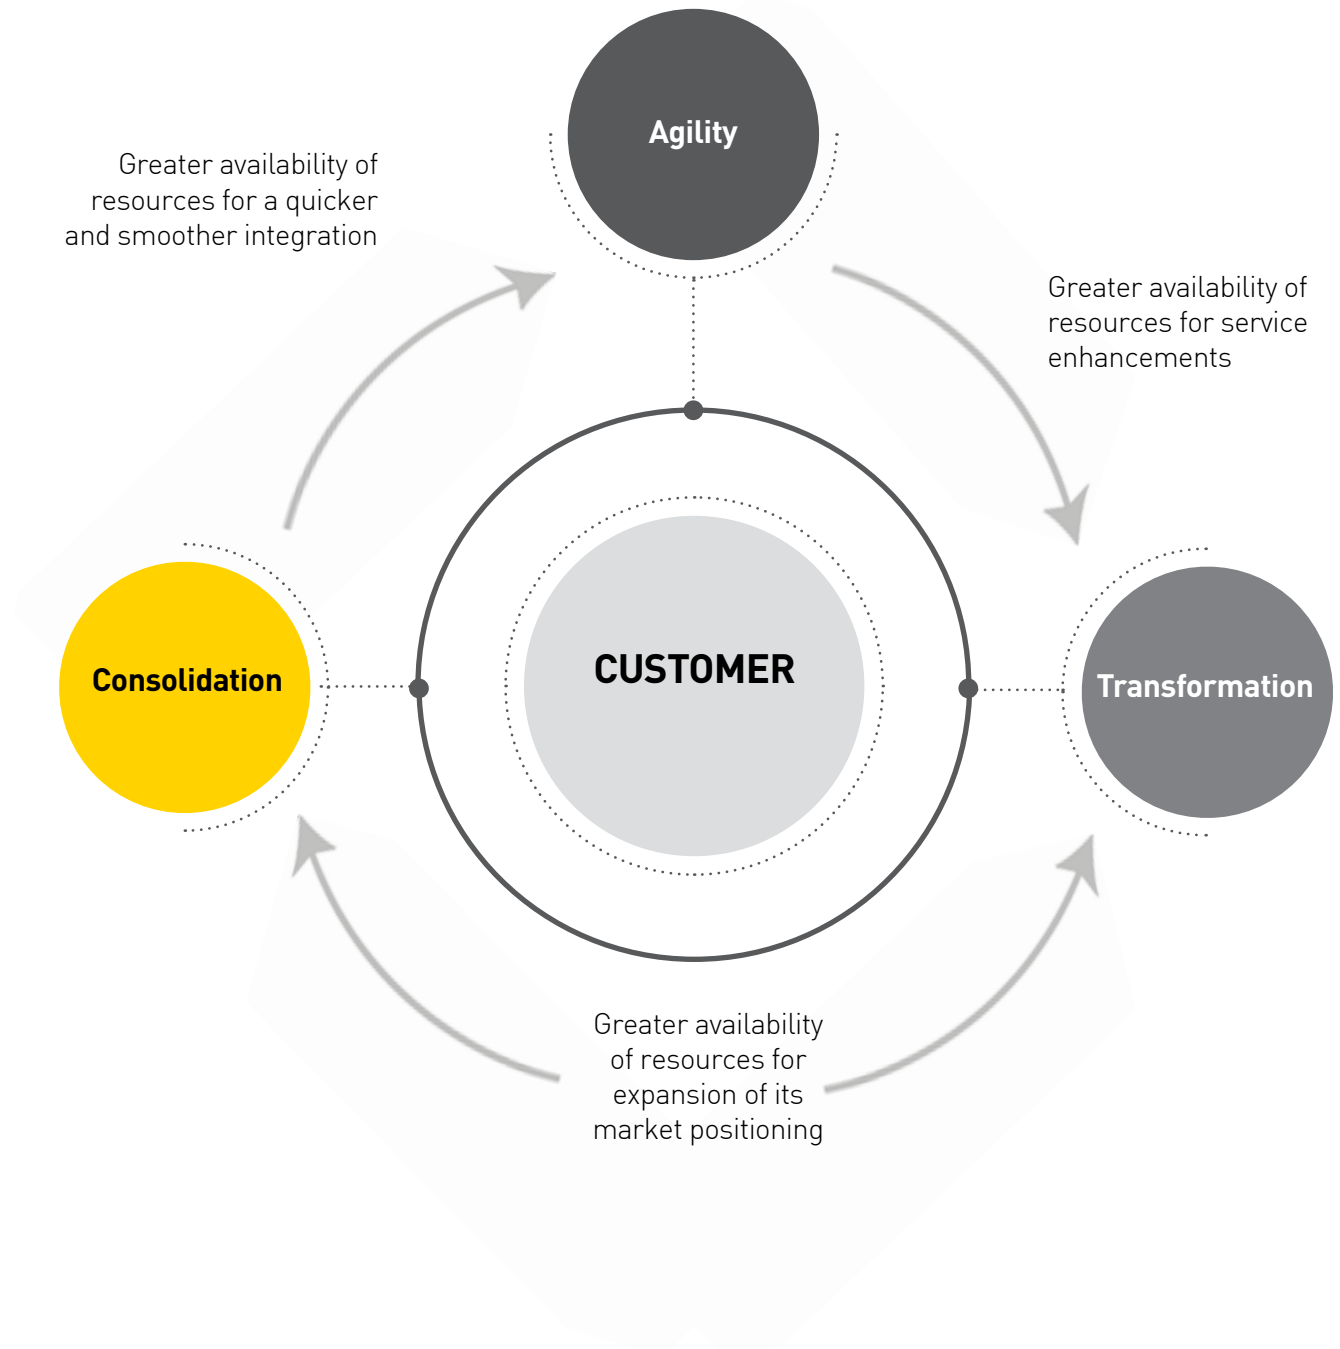 Agility
Greater availability of
resources for a quicker
and smoother integration
Greater availability of
resources for service
enhancements
Consolidation
CUSTOMER
Transformation
Greater availability
of resources for
expansion of its
market positioning